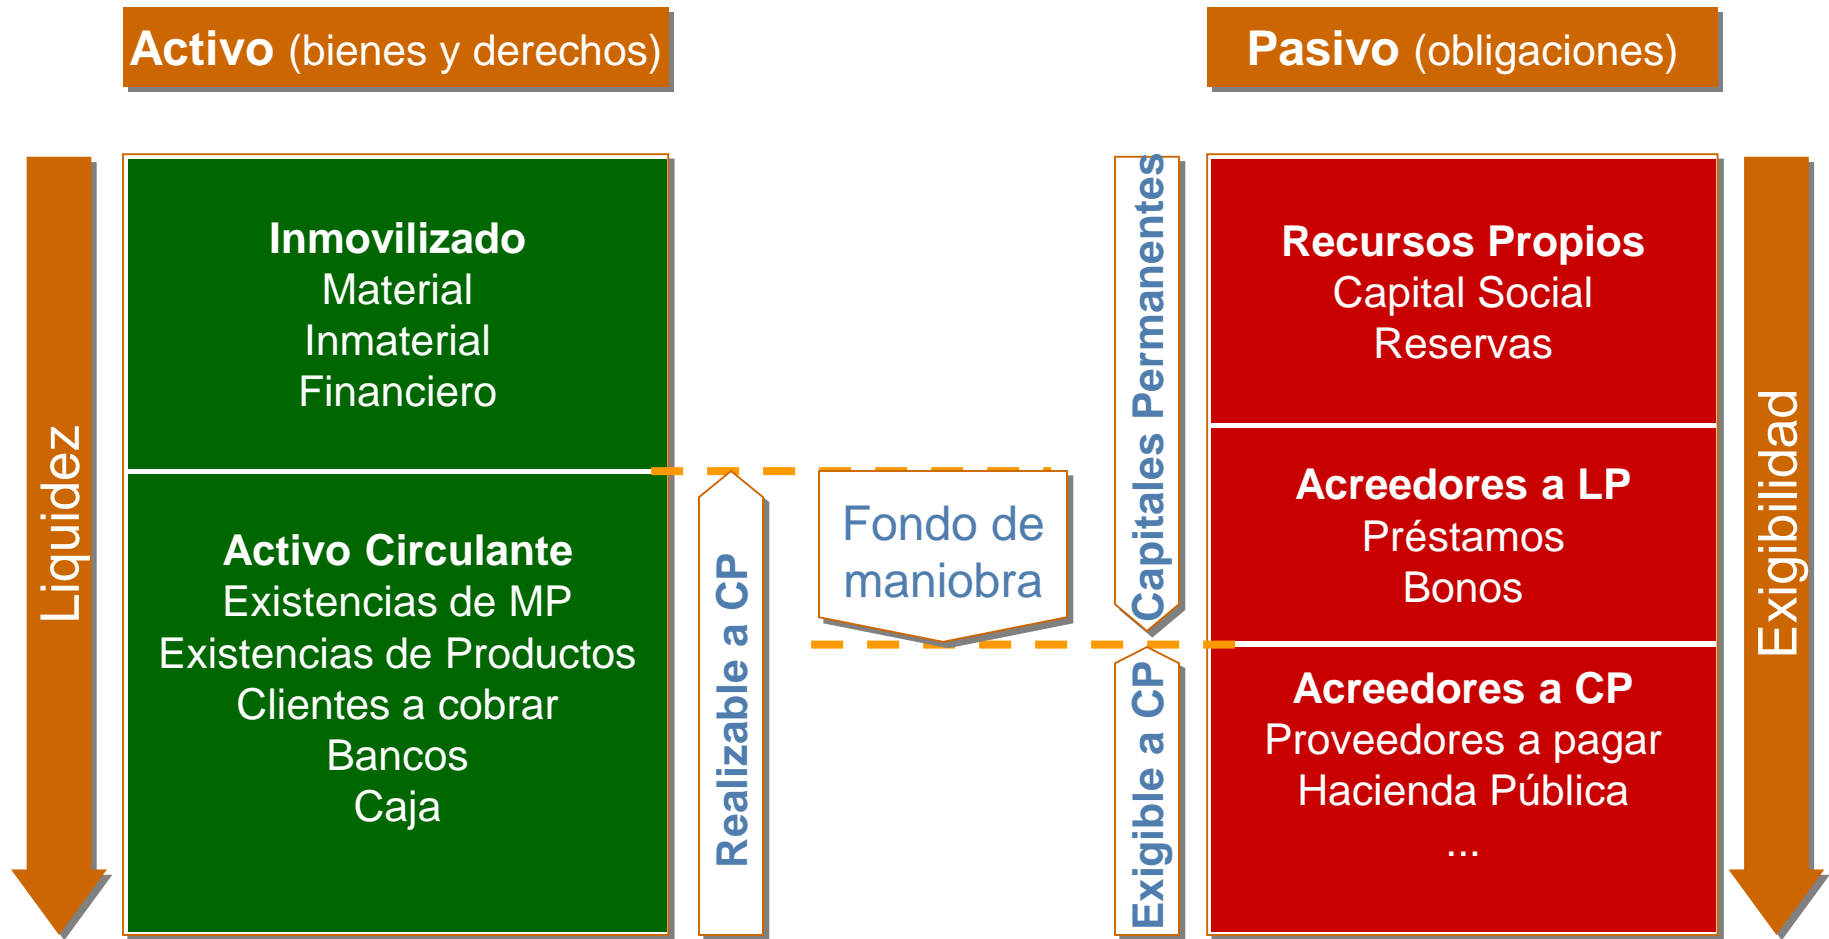 Activo (bienes y derechos)
Pasivo (obligaciones)
Liquidez
Inmovilizado
Material
Inmaterial
Financiero
Activo Circulante
Existencias de MP
Existencias de Productos
Clientes a cobrar
Bancos
Caja
Realizable a CP
Fondo de
maniobra
Capitales Permanentes
Exigible a CP
Recursos Propios
Capital Social
Reservas
Acreedores a LP
Préstamos
Bonos
Acreedores a CP
Proveedores a pagar
Hacienda Pública
...
Exigibilidad